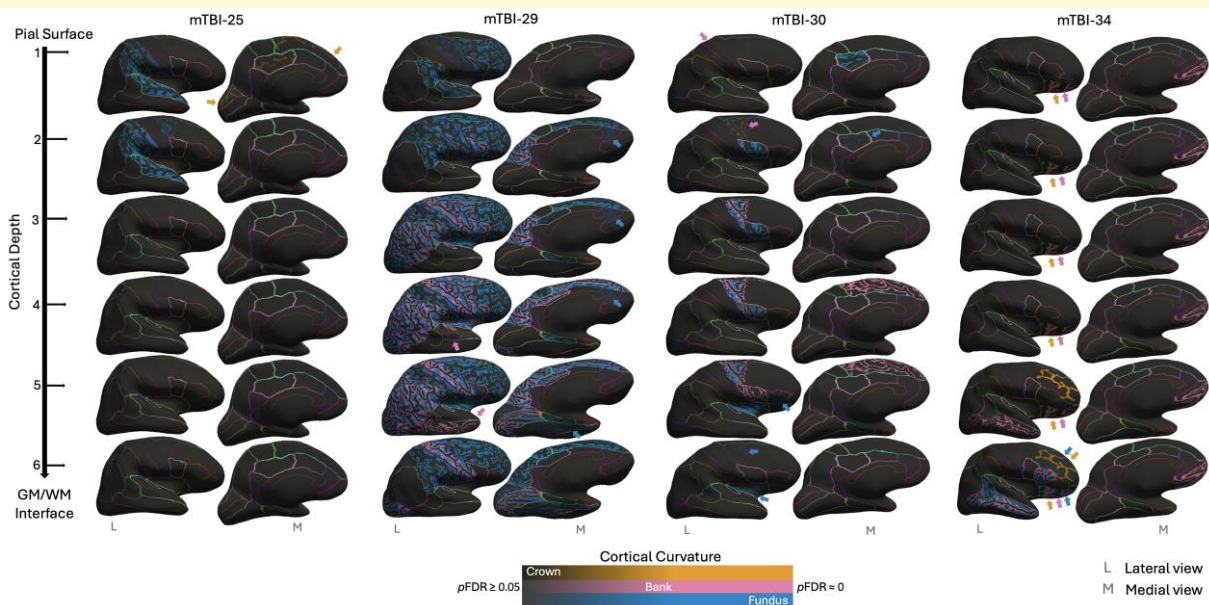 mTBI-25 mTBI-29 mTBI-30 mTBI-34
Pial Surface
1
2
3
4
5
6
Cortical Depth
GM/WM
Interface
L M L M L M L M
Cortical Curvature
Crown
pFDR ≥ 0.05 Bank pFDR ≈ 0
Fundus
L Lateral view
M Medial view